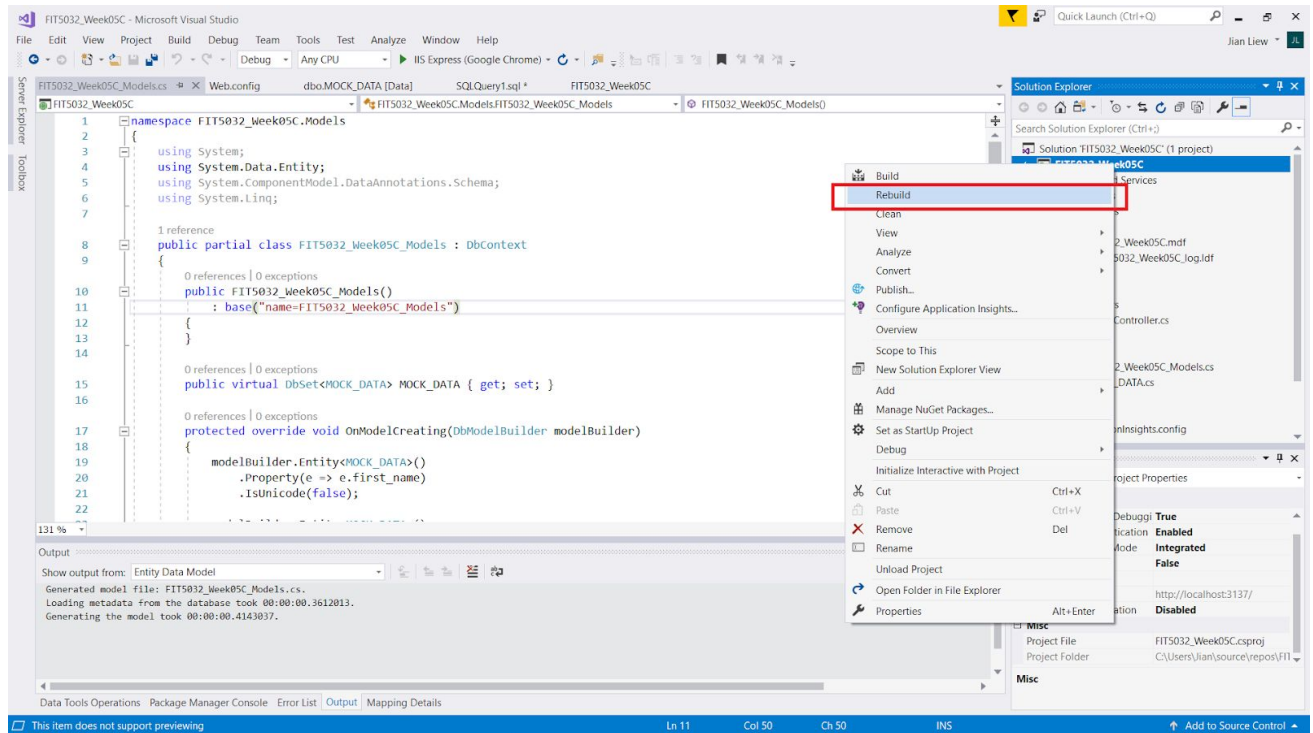 FIT5032_Week05C - Microsoft Visual Studio
Quick Launch (Ctrl+Q)
File Edit View Project Build Debug Team Tools Test Analyze Window Help
Jian Liew JL
Debug Any CPU IIS Express (Google Chrome)
Server Explorer
Toolbox
FIT5032_Week05C_Models.cs Web.config dbo.MOCK_DATA [Data] SQLQuery1.sql * FIT5032_Week05C
FIT5032_Week05C FIT5032_Week05C.Models.FIT5032_Week05C_Models FIT5032_Week05C_Models()
1 namespace FIT5032_Week05C.Models
2 {
3 using System;
4 using System.Data.Entity;
5 using System.ComponentModel.DataAnnotations.Schema;
6 using System.Linq;
7
1 reference
8 public partial class FIT5032_Week05C_Models : DbContext
9 {
0 references | 0 exceptions
10 public FIT5032_Week05C_Models()
11 : base("name=FIT5032_Week05C_Models")
12 {
13 }
14
0 references | 0 exceptions
15 public virtual DbSet<MOCK_DATA> MOCK_DATA { get; set; }
16
0 references | 0 exceptions
17 protected override void OnModelCreating(DbModelBuilder modelBuilder)
18 {
19 modelBuilder.Entity<MOCK_DATA>()
20 .Property(e => e.first_name)
21 .IsUnicode(false);
22
131 %
Output
Show output from: Entity Data Model
Generated model file: FIT5032_Week05C_Models.cs.
Loading metadata from the database took 00:00:00.3612013.
Generating the model took 00:00:00.4143037.
Data Tools Operations Package Manager Console Error List Output Mapping Details
Build
Rebuild
Clean
View
Analyze
Convert
Publish...
Configure Application Insights...
Overview
Scope to This
New Solution Explorer View
Add
Manage NuGet Packages...
Set as StartUp Project
Debug
Initialize Interactive with Project
Cut Ctrl+X
Paste Ctrl+V
Remove Del
Rename
Unload Project
Open Folder in File Explorer
Properties Alt+Enter
Solution Explorer
Search Solution Explorer (Ctrl+;)
Solution 'FIT5032_Week05C' (1 project)
FIT5032_Week05C
Services
2_Week05C.mdf
5032_Week05C_log.ldf
Controller.cs
2_Week05C_Models.cs
_DATA.cs
onInsights.config
roject Properties
Debuggi True
tication Enabled
Mode Integrated
False
http://localhost:3137/
ation Disabled
Misc
Project File FIT5032_Week05C.csproj
Project Folder C:\Users\Jian\source\repos\FIT
Misc
This item does not support previewing Ln 11 Col 50 Ch 50 INS Add to Source Control